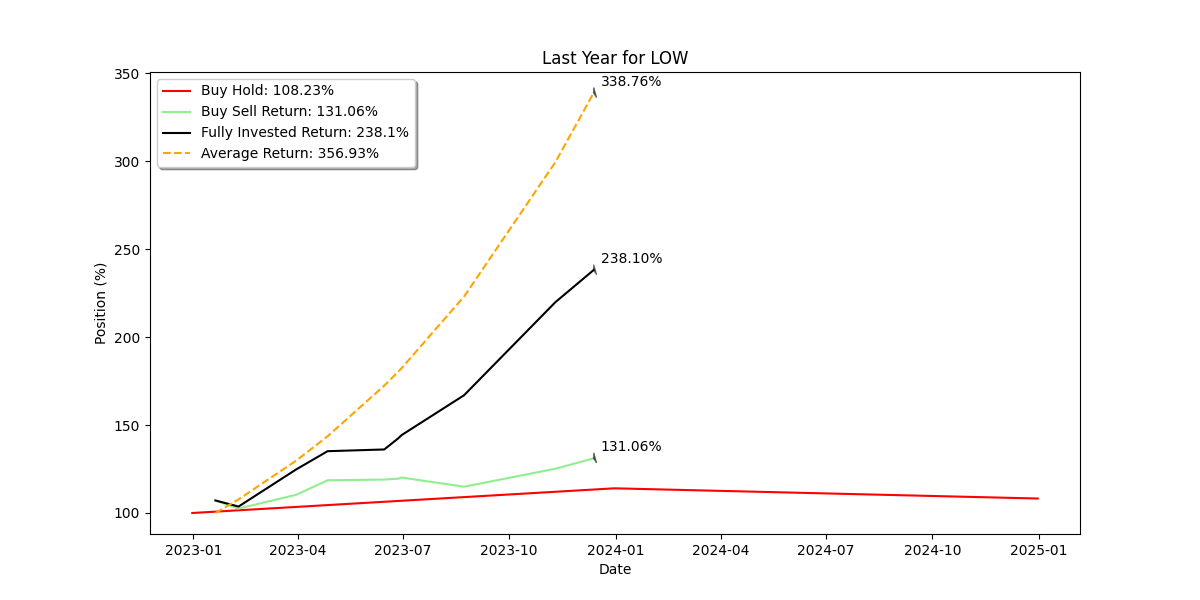 Last Year for LOW
350
338.76%
Buy Hold: 108.23%
Buy Sell Return: 131.06%
Fully Invested Return: 238.1%
Average Return: 356.93%
300
250
238.10%
200
150
131.06%
100
Position (%)
2023-01 2023-04 2023-07 2023-10 2024-01 2024-04 2024-07 2024-10 2025-01
Date